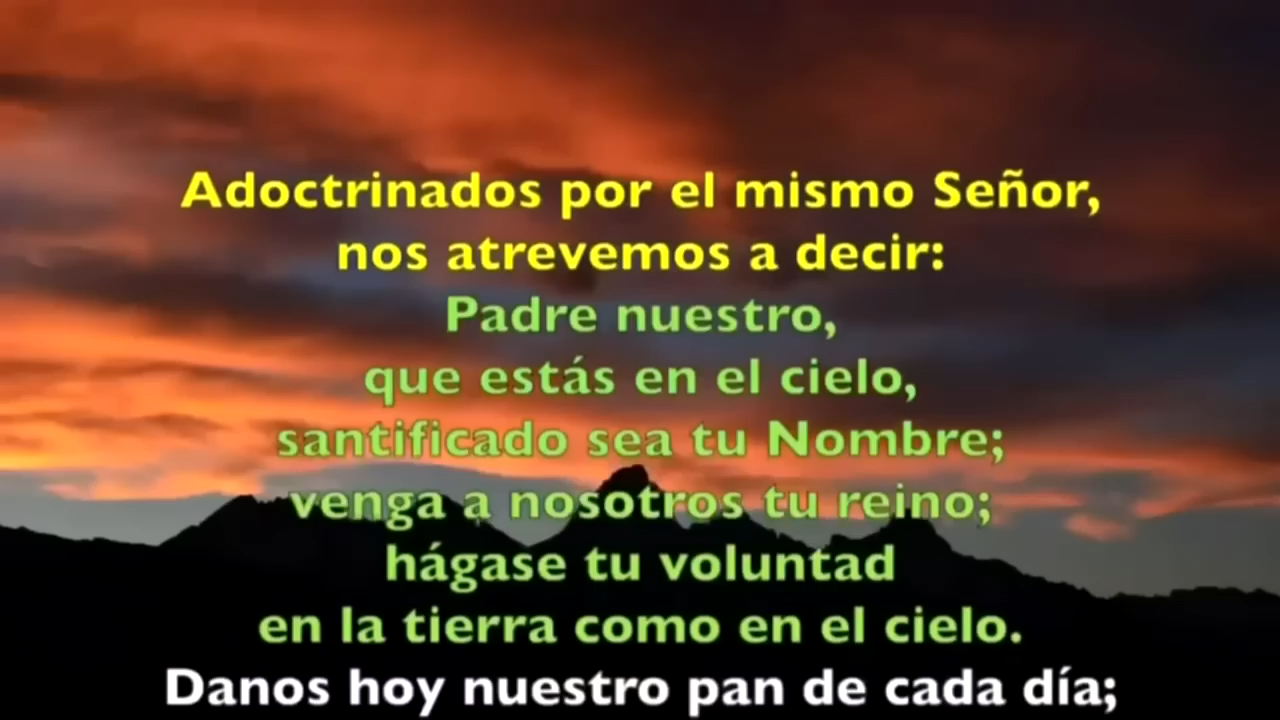 Adoctrinados por el mismo Señor,
nos atrevemos a decir:
Padre nuestro,
que estás en el cielo,
santificado sea tu Nombre;
venga a nosotros tu reino;
hágase tu voluntad
en la tierra como en el cielo.
Danos hoy nuestro pan de cada día;